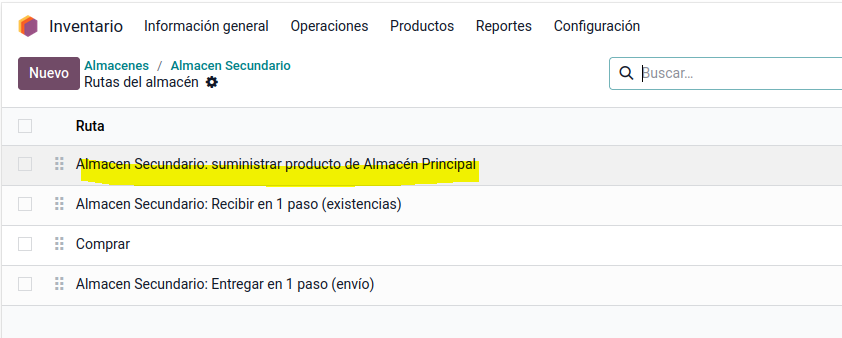 Inventario Información general Operaciones Productos Reportes Configuración
Nuevo Almacenes / Almacen Secundario
Rutas del almacén
Buscar...
Ruta
Almacen Secundario: suministrar producto de Almacén Principal
Almacen Secundario: Recibir en 1 paso (existencias)
Comprar
Almacen Secundario: Entregar en 1 paso (envío)